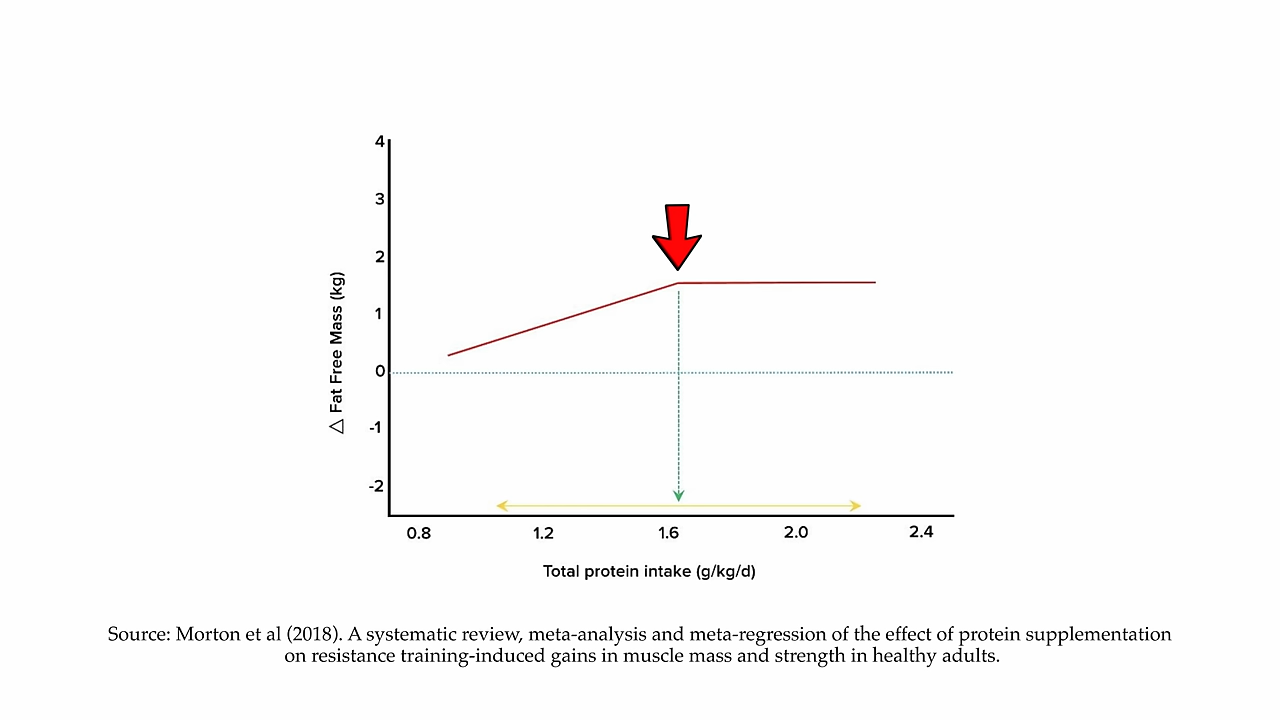 4
3
2
1
0
-1
-2
△ Fat Free Mass (kg)
0.8 1.2 1.6 2.0 2.4
Total protein intake (g/kg/d)
Source: Morton et al (2018). A systematic review, meta-analysis and meta-regression of the effect of protein supplementation
on resistance training-induced gains in muscle mass and strength in healthy adults.